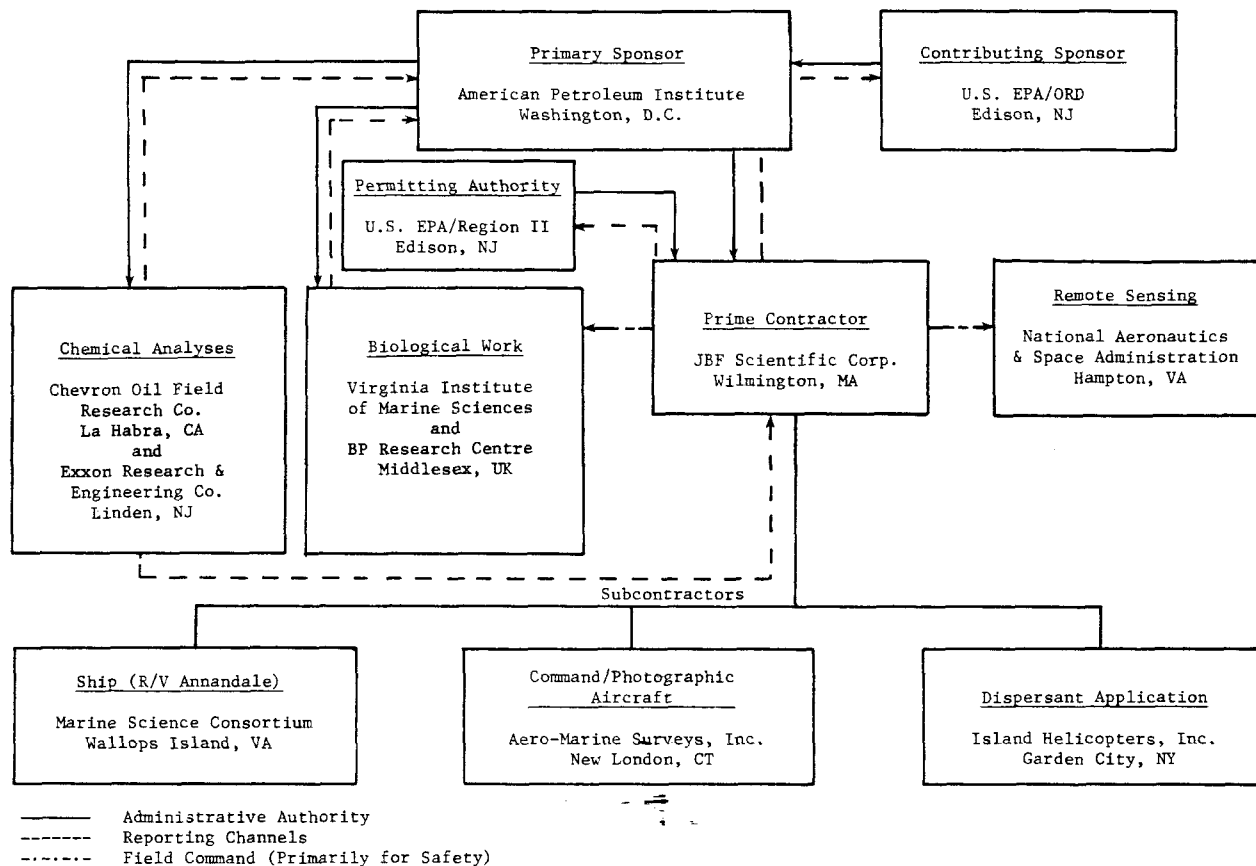 Primary Sponsor
American Petroleum Institute
Washington, D.C.
Contributing Sponsor
U.S. EPA/ORD
Edison, NJ
Permitting Authority
U.S. EPA/Region II
Edison, NJ
Chemical Analyses
Chevron Oil Field
Research Co.
La Habra, CA
and
Exxon Research &
Engineering Co.
Linden, NJ
Biological Work
Virginia Institute
of Marine Sciences
and
BP Research Centre
Middlesex, UK
Prime Contractor
JBF Scientific Corp.
Wilmington, MA
Remote Sensing
National Aeronautics
& Space Administration
Hampton, VA
Subcontractors
Ship (R/V Annandale)
Marine Science Consortium
Wallops Island, VA
Command/Photographic
Aircraft
Aero-Marine Surveys, Inc.
New London, CT
Dispersant Application
Island Helicopters, Inc.
Garden City, NY
Administrative Authority
Reporting Channels
Field Command (Primarily for Safety)